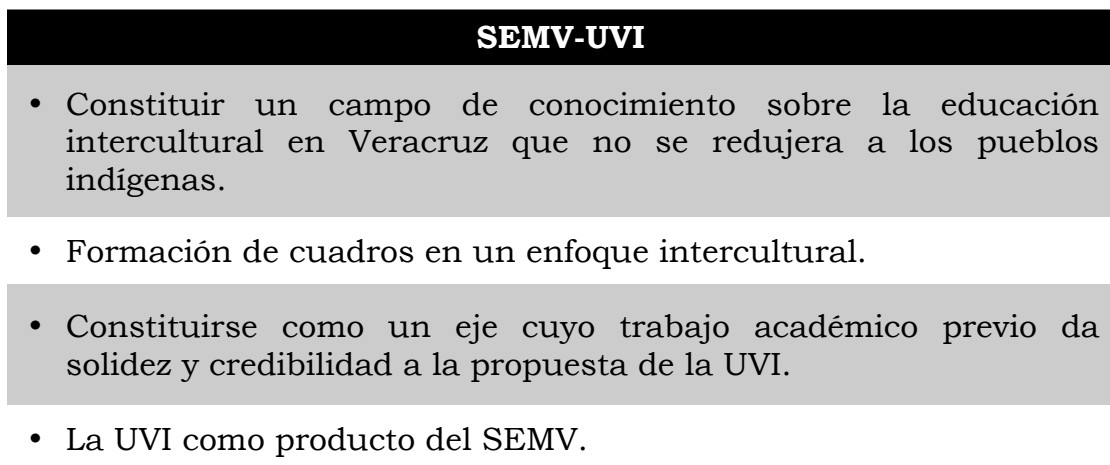 SEMV-UVI
• Constituir un campo de conocimiento sobre la educación
intercultural en Veracruz que no se redujera a los pueblos
indígenas.
• Formación de cuadros en un enfoque intercultural.
• Constituirse como un eje cuyo trabajo académico previo da
solidez y credibilidad a la propuesta de la UVI.
• La UVI como producto del SEMV.